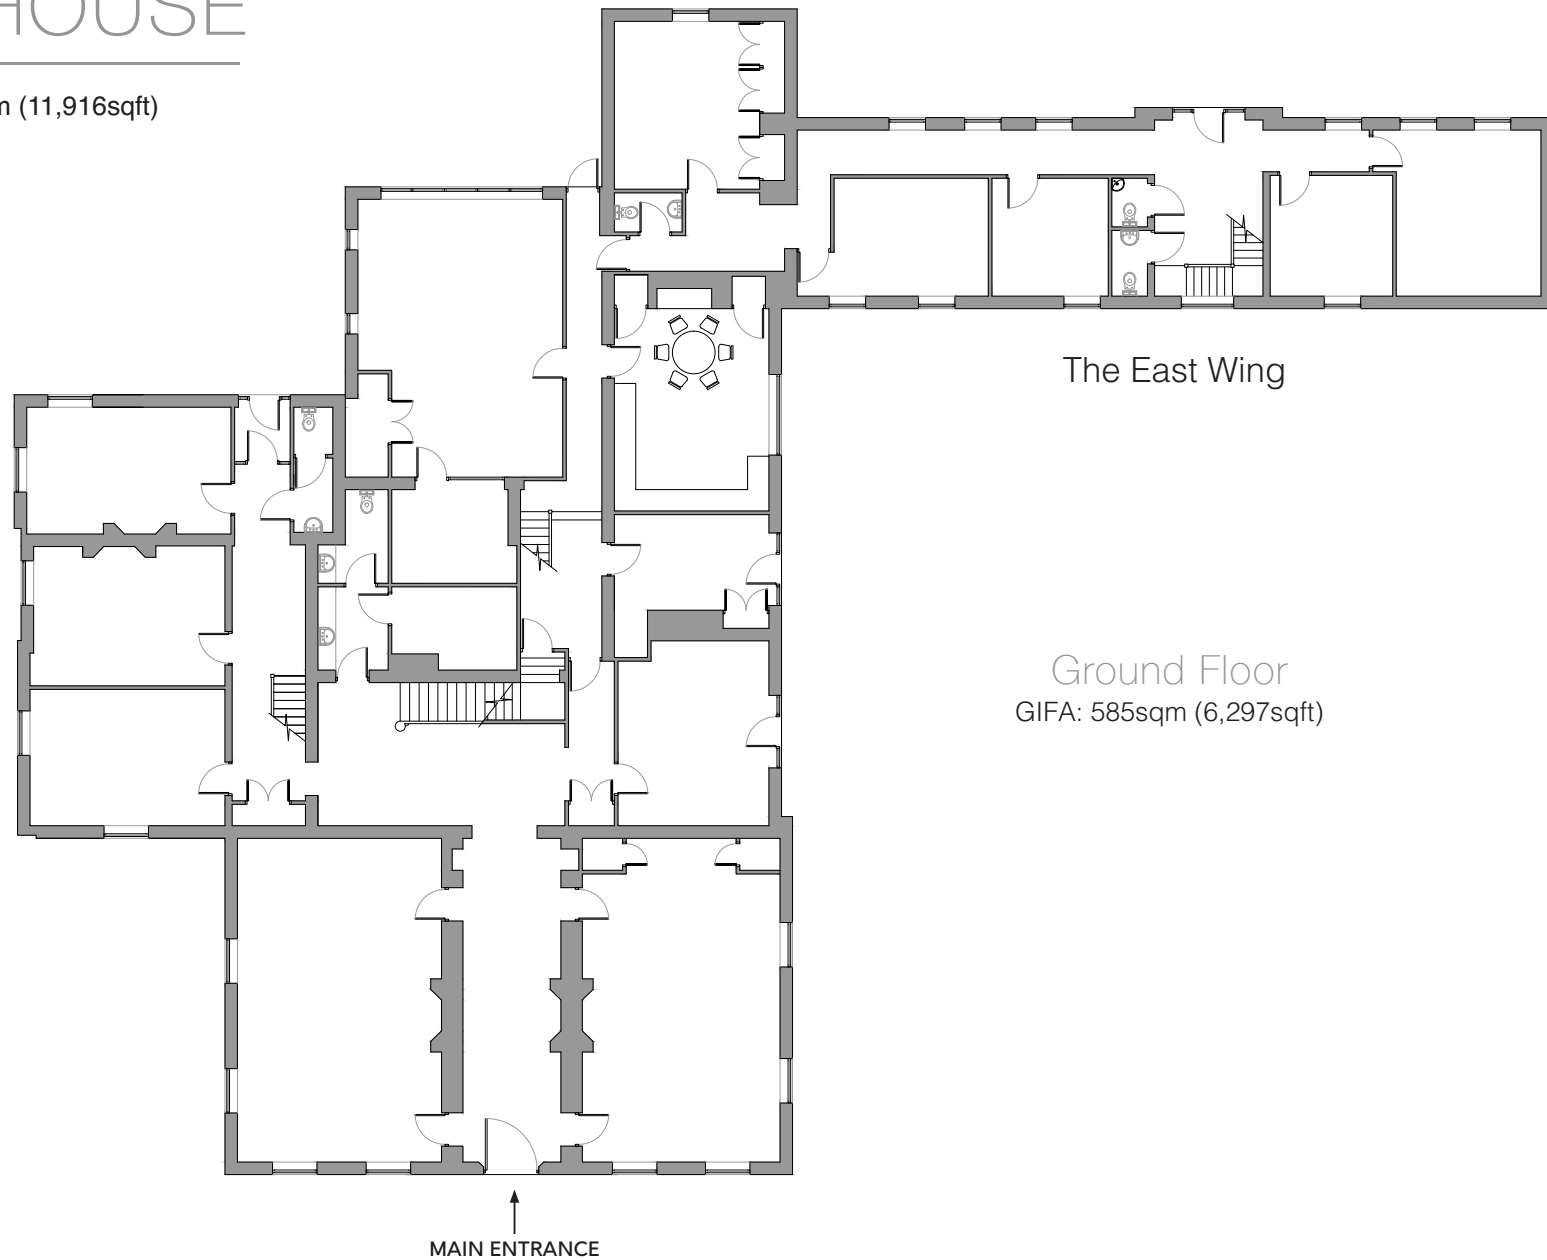 HOUSE
(11,916sqft)
The East Wing
Ground Floor
GIFA: 585sqm (6,297sqft)
MAIN ENTRANCE